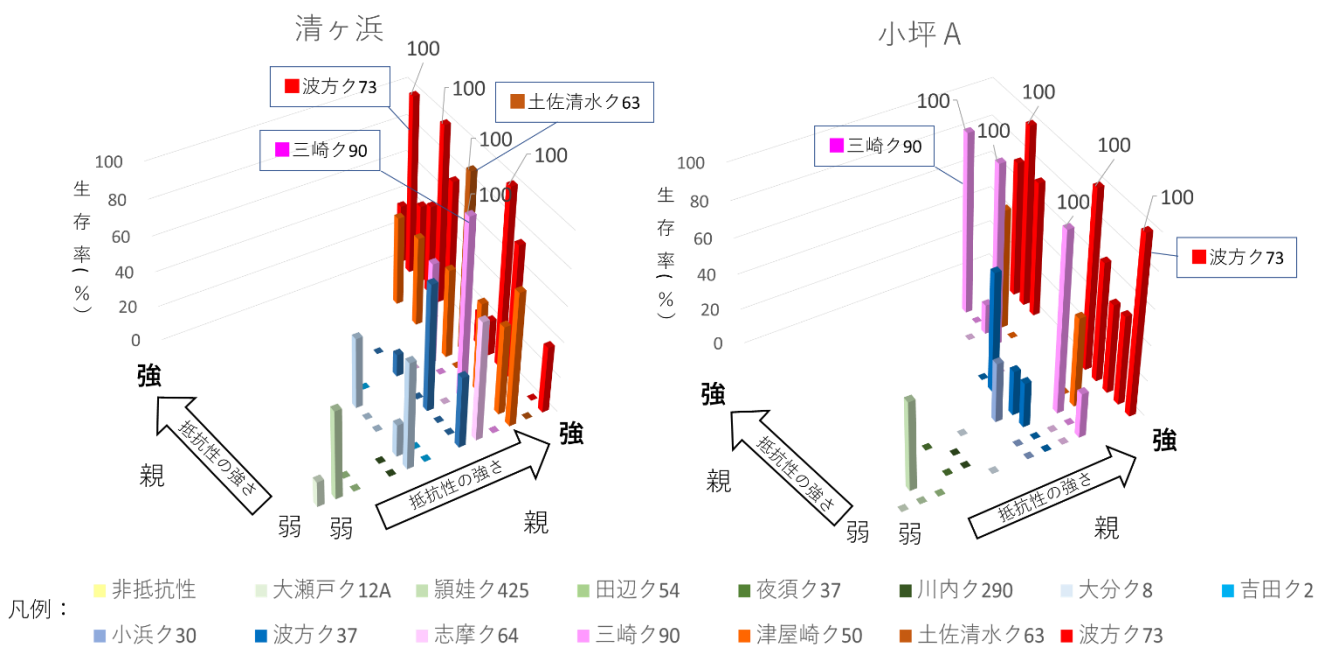 清ヶ浜
100
波方ク73
100
土佐清水ク63
100
三崎ク90
100
100
100
80
60
40
20
0
生存率(%)
強
抵抗性の強さ
親
弱
弱
抵抗性の強さ
親
強
小坪A
100
100
100
三崎ク90
100
100
100
波方ク73
100
80
60
40
20
0
生存率(%)
強
抵抗性の強さ
親
弱
弱
抵抗性の強さ
親
強
凡例：
非抵抗性 大瀬戸ク12A 頴娃ク425 田辺ク54 夜須ク37 川内ク290 大分ク8 吉田ク2
小浜ク30 波方ク37 志摩ク64 三崎ク90 津屋崎ク50 土佐清水ク63 波方ク73